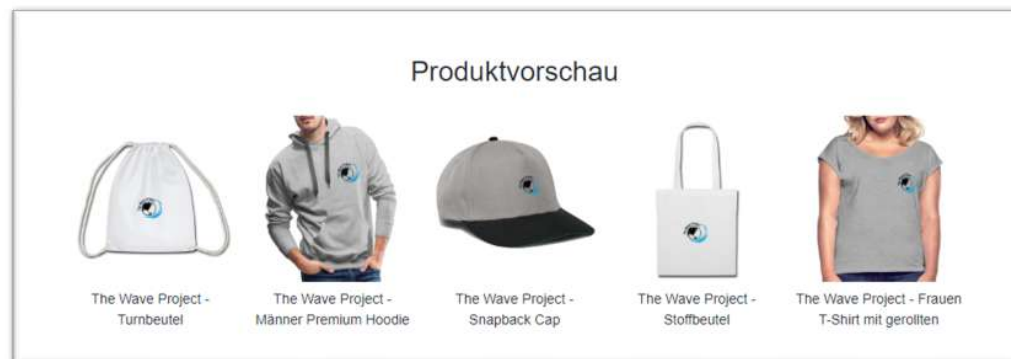 Produktvorschau
The Wave Project -
Turnbeutel
The Wave Project -
Männer Premium Hoodie
The Wave Project -
Snapback Cap
The Wave Project -
Stoffbeutel
The Wave Project - Frauen
T-Shirt mit gerollten